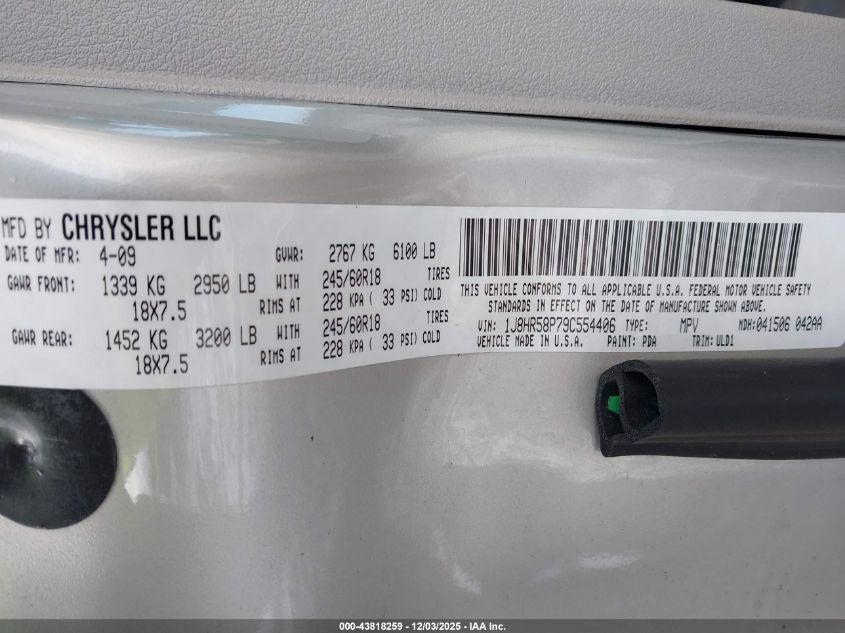 MFD BY CHRYSLER LLC
DATE OF MFR: 4-09 GVWR: 2767 KG 6100 LB
GAWR FRONT: 1339 KG 2950 LB WITH 245/60R18 TIRES
18X7.5 RIMS AT 228 KPA ( 33 PSI) COLD
GAWR REAR: 1452 KG 3200 LB WITH 245/60R18 TIRES
18X7.5 RIMS AT 228 KPA ( 33 PSI) COLD
THIS VEHICLE CONFORMS TO ALL APPLICABLE U.S.A. FEDERAL MOTOR VEHICLE SAFETY
STANDARDS IN EFFECT ON THE DATE OF MANUFACTURE SHOWN ABOVE.
VIN: 1J8HR58P79C554406 TYPE: MPV MDH:041506 042AA
VEHICLE MADE IN U.S.A. PAINT: PDA TRIM: ULD1
000-43818259 - 12/03/2025 - IAA Inc.